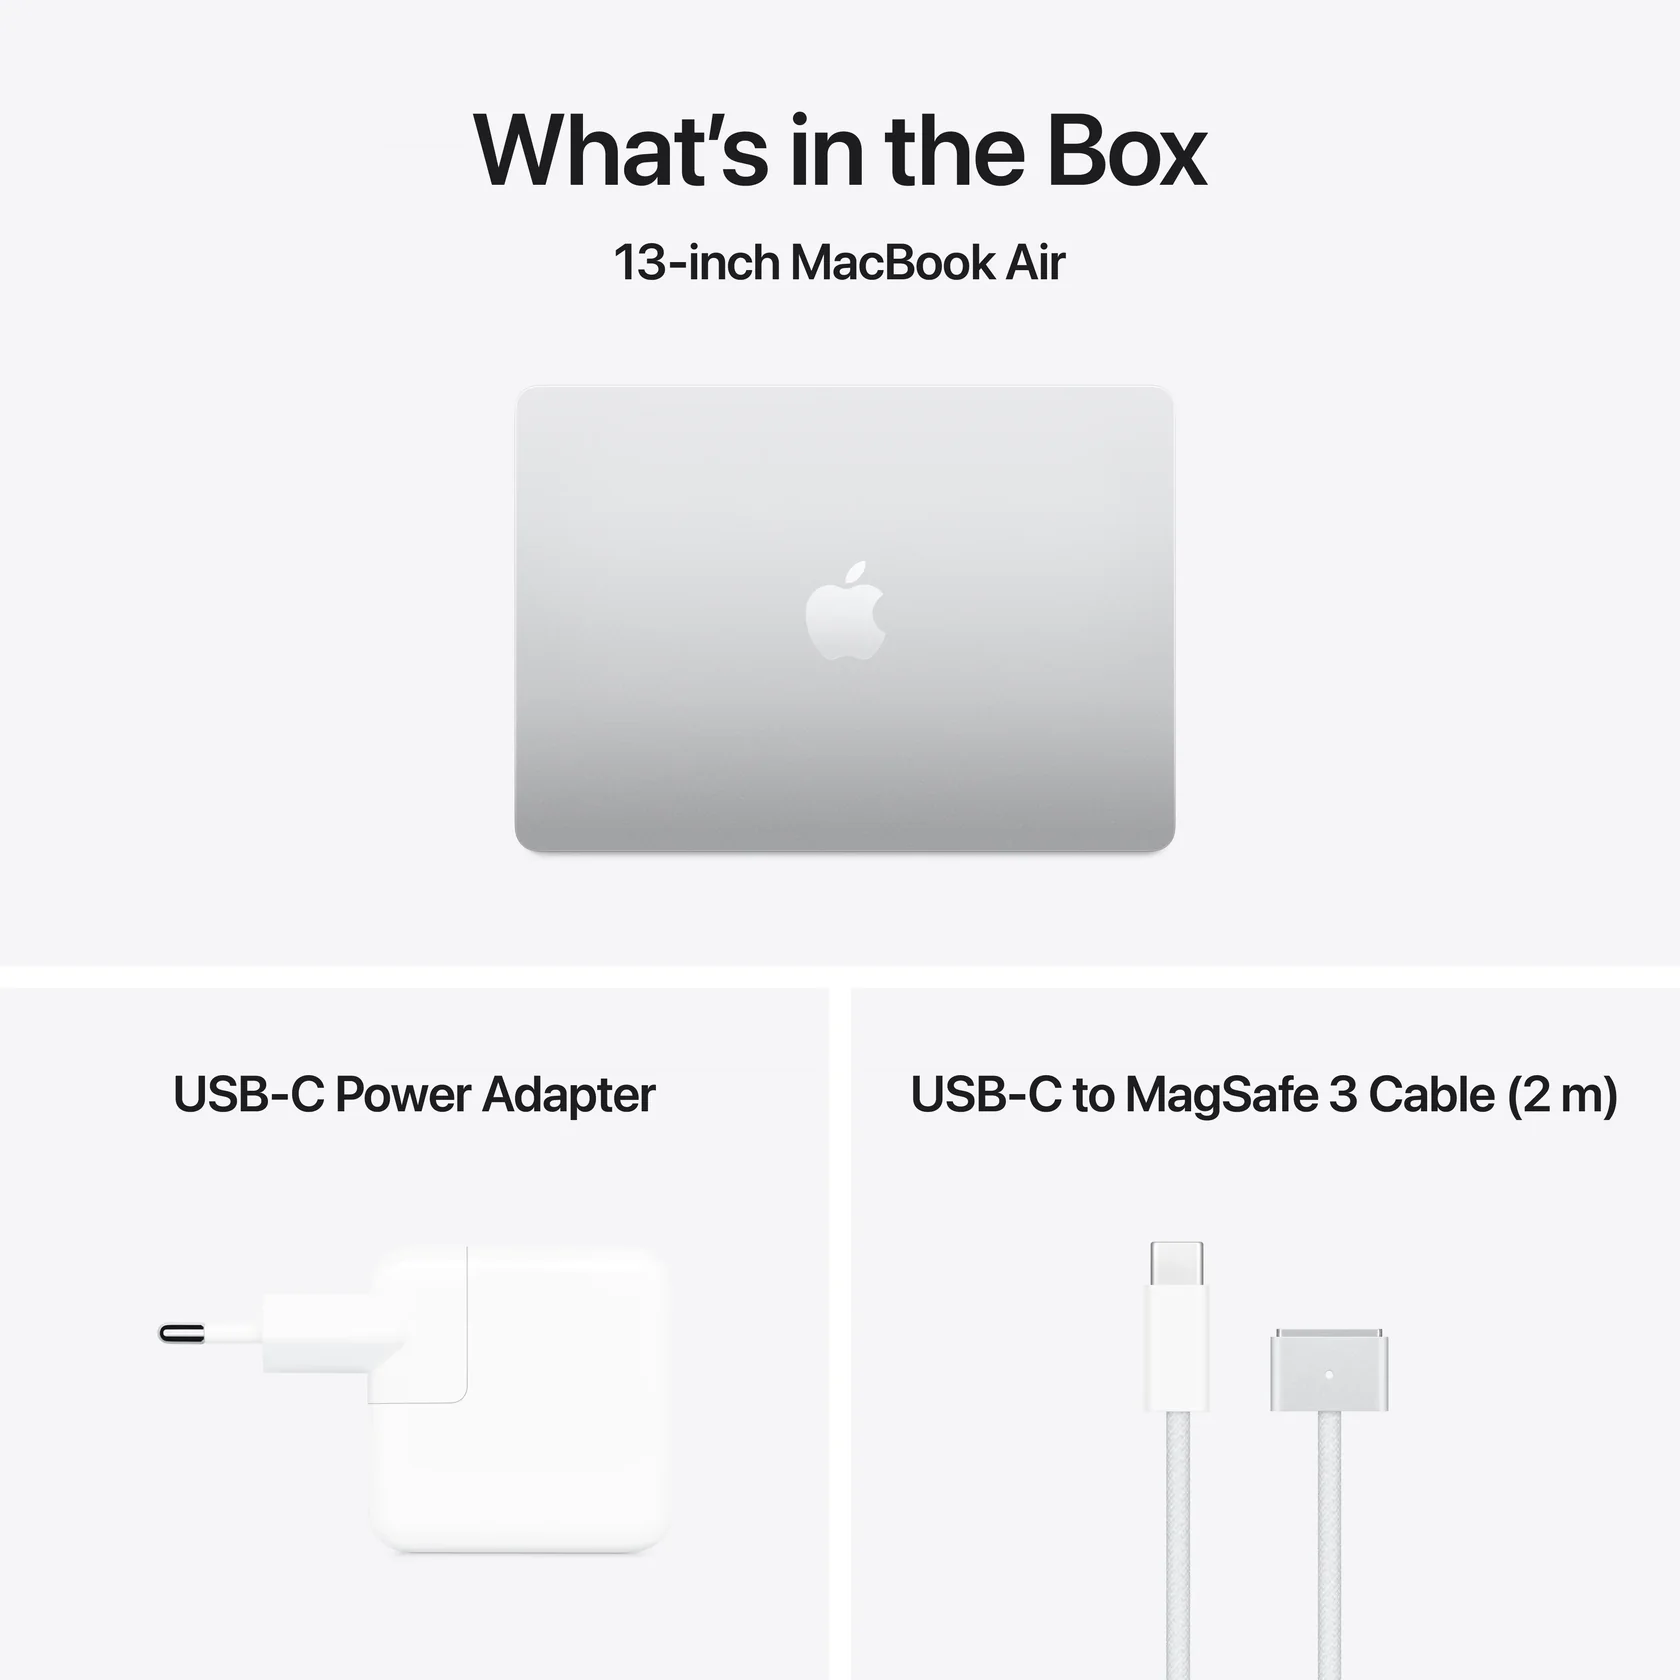 What’s in the Box
13-inch MacBook Air
USB-C Power Adapter
USB-C to MagSafe 3 Cable (2 m)